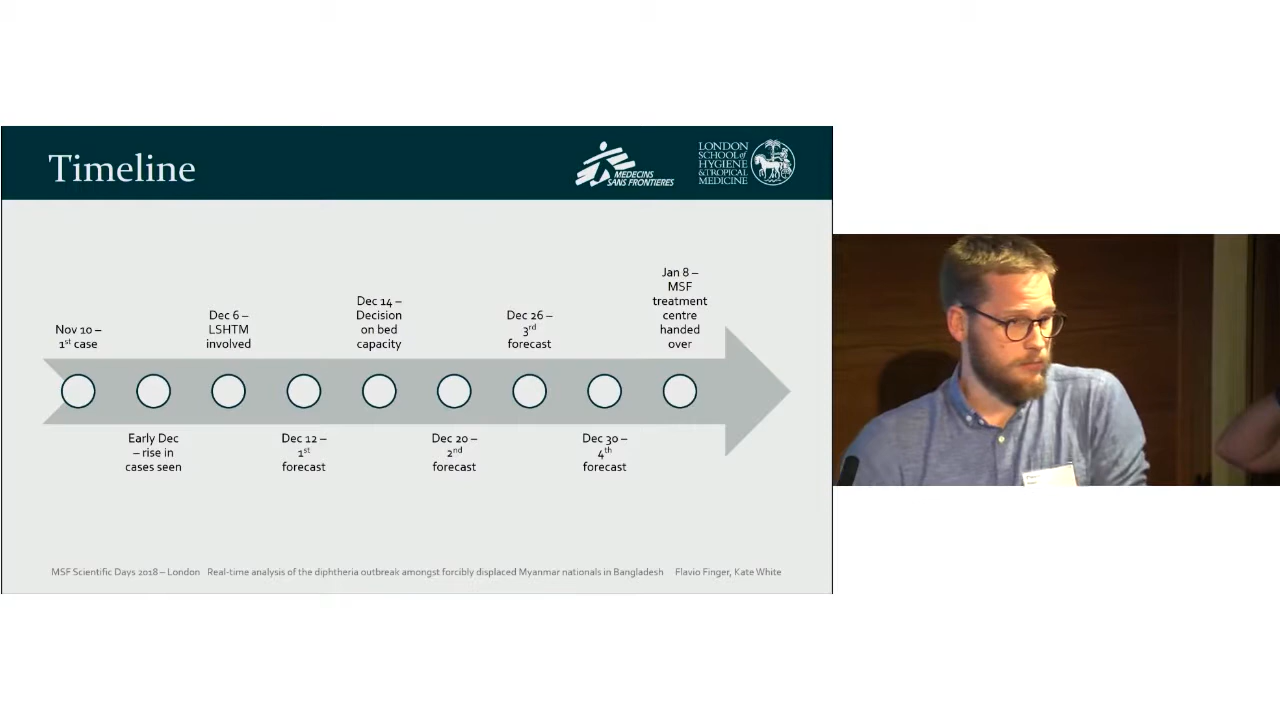 Timeline
MEDECINS
SANS FRONTIERES
LONDON
SCHOOL of
HYGIENE
& TROPICAL
MEDICINE
Nov 10 –
1st case
Early Dec
– rise in
cases seen
Dec 6 –
LSHTM
involved
Dec 12 –
1st
forecast
Dec 14 –
Decision
on bed
capacity
Dec 20 –
2nd
forecast
Dec 26 –
3rd
forecast
Dec 30 –
4th
forecast
Jan 8 –
MSF
treatment
centre
handed
over
MSF Scientific Days 2018 – London Real-time analysis of the diphtheria outbreak amongst forcibly displaced Myanmar nationals in Bangladesh Flavio Finger, Kate White